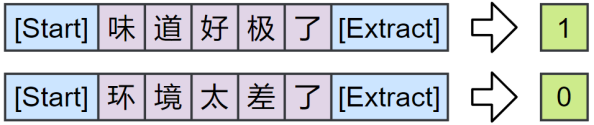 [Start] 味 道 好 极 了 [Extract] 1
[Start] 环 境 太 差 了 [Extract] 0